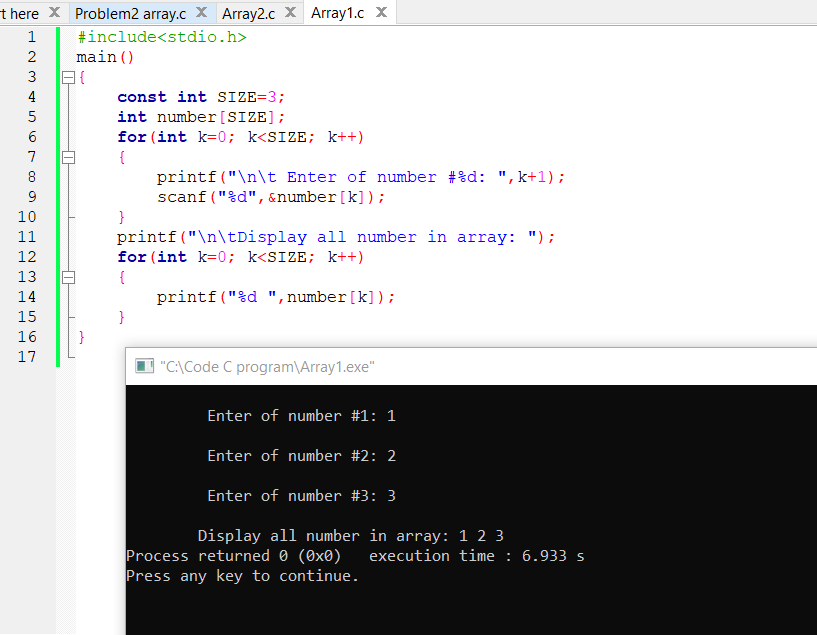 rt here Problem2 array.c Array2.c Array1.c
1 #include<stdio.h>
2 main()
3 {
4 const int SIZE=3;
5 int number[SIZE];
6 for(int k=0; k<SIZE; k++)
7 {
8 printf("\n\t Enter of number #%d: ",k+1);
9 scanf("%d",&number[k]);
10 }
11 printf("\n\tDisplay all number in array: ");
12 for(int k=0; k<SIZE; k++)
13 {
14 printf("%d ",number[k]);
15 }
16 }
17
"C:\Code C program\Array1.exe"
Enter of number #1: 1
Enter of number #2: 2
Enter of number #3: 3
Display all number in array: 1 2 3
Process returned 0 (0x0)   execution time : 6.933 s
Press any key to continue.